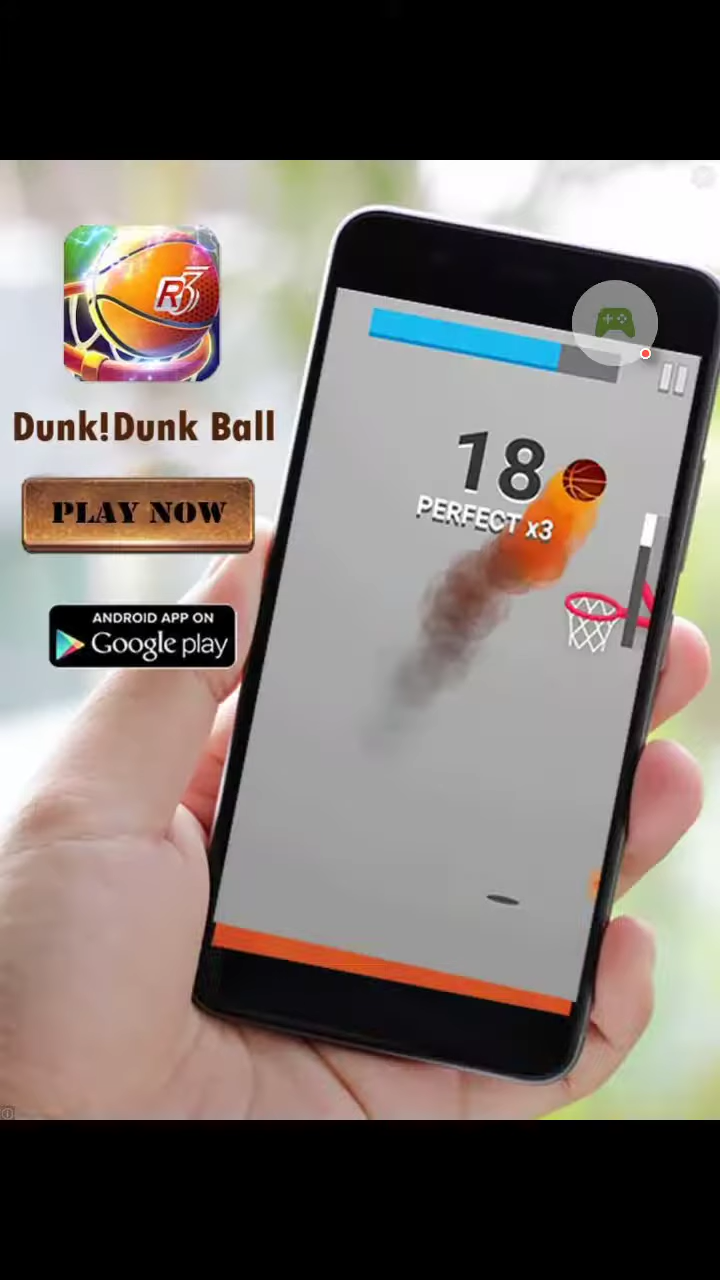 R3
Dunk!Dunk Ball
PLAY NOW
ANDROID APP ON
Google play
18
PERFECT x3